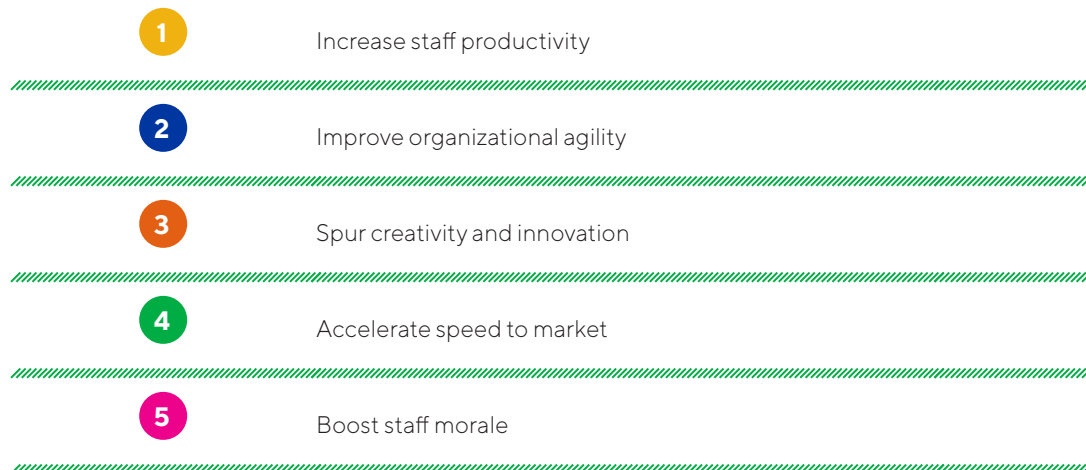 1 Increase staff productivity
2 Improve organizational agility
3 Spur creativity and innovation
4 Accelerate speed to market
5 Boost staff morale